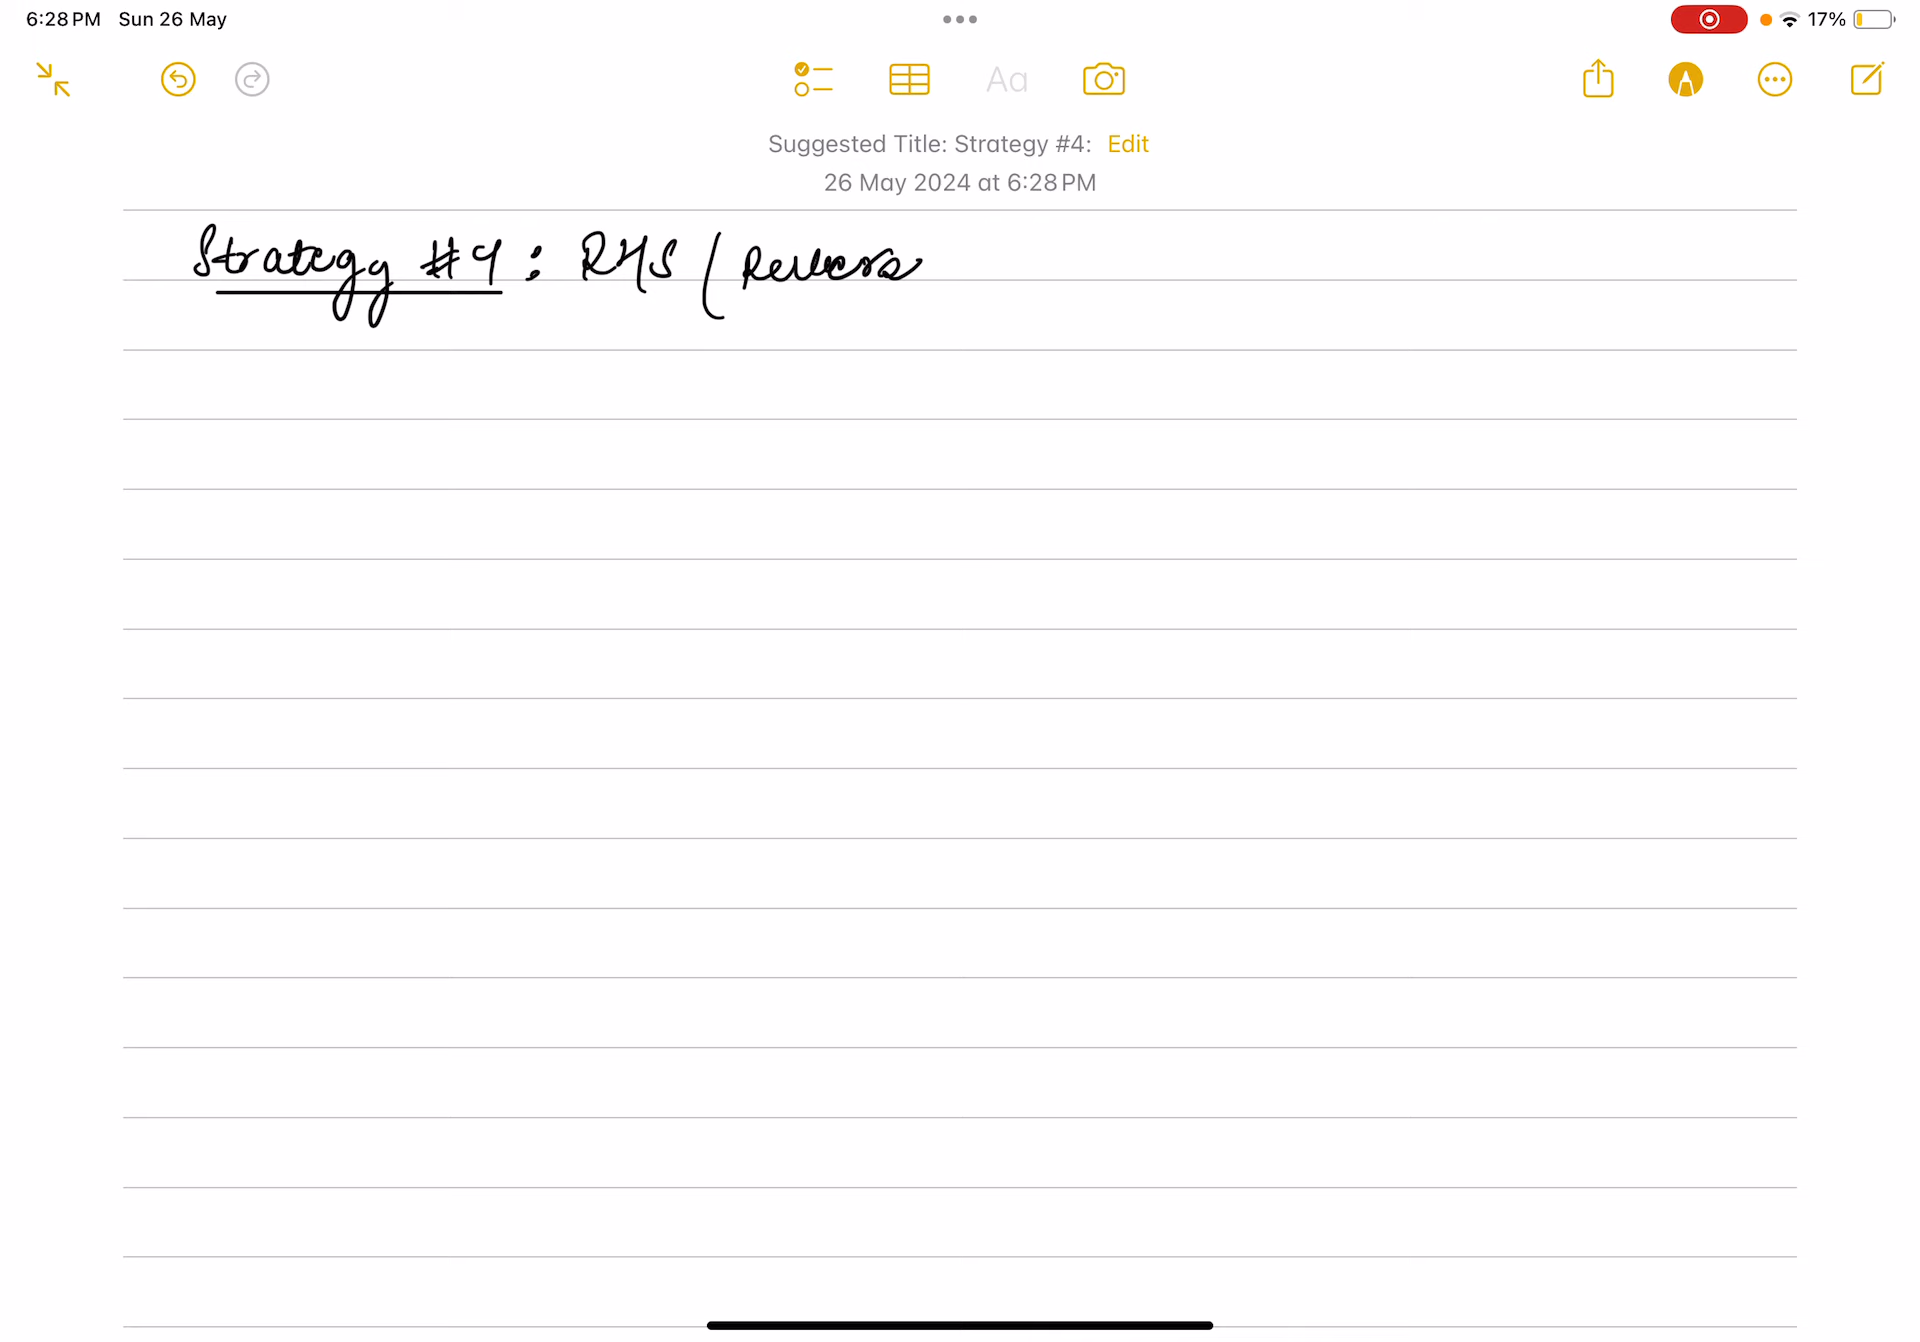 6:28 PM Sun 26 May
17%
Aa
Suggested Title: Strategy #4: Edit
26 May 2024 at 6:28 PM
Strategy #4 : RHS ( Revers